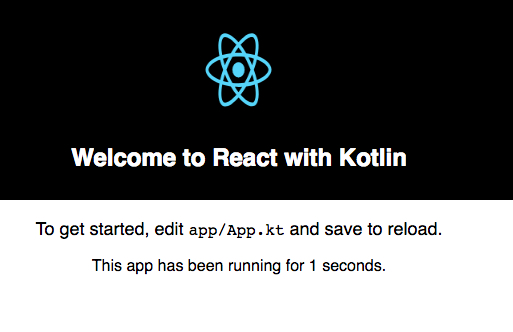 Welcome to React with Kotlin
To get started, edit app/App.kt and save to reload.
This app has been running for 1 seconds.